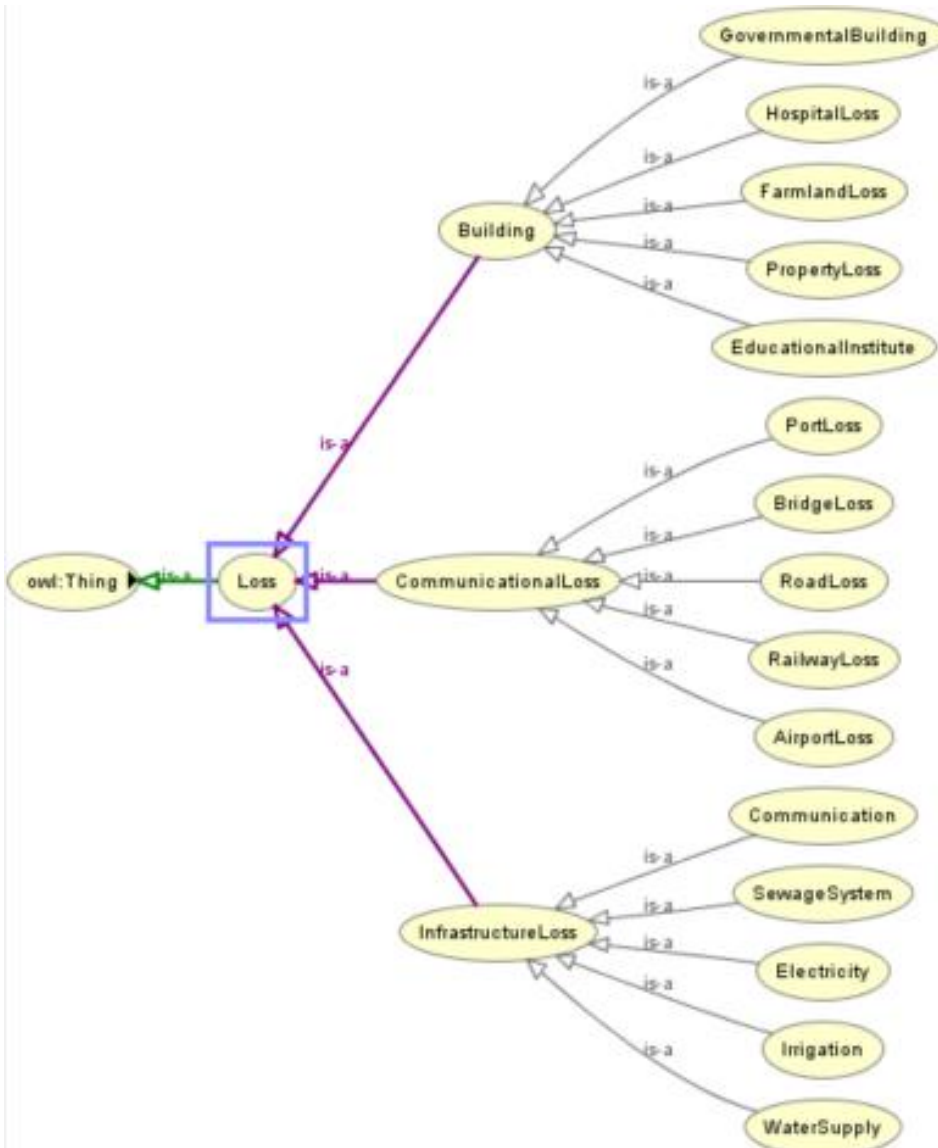 GovernmentalBuilding
is-a
HospitalLoss
is-a
FarmlandLoss
is-a
Building
is-a
PropertyLoss
is-a
EducationalInstitute
PortLoss
is-a
is-a
BridgeLoss
is-a
owl:Thing
is-a
Loss
is-a
CommunicationalLoss
is-a
RoadLoss
is-a
RailwayLoss
is-a
is-a
AirportLoss
Communication
is-a
SewageSystem
is-a
InfrastructureLoss
is-a
Electricity
is-a
Irrigation
is-a
WaterSupply